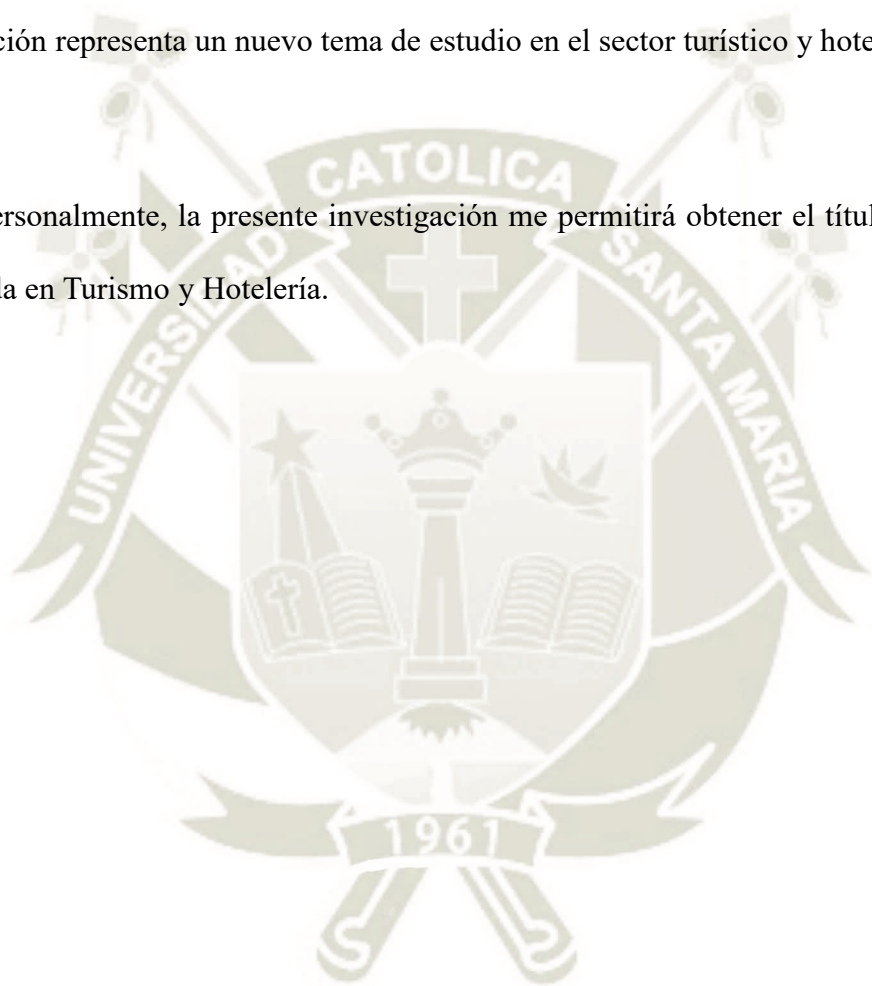 ción representa un nuevo tema de estudio en el sector turístico y hote
ersonalmente, la presente investigación me permitirá obtener el títul
da en Turismo y Hotelería.
UNIVERSIDAD CATOLICA SANTA MARIA
1961